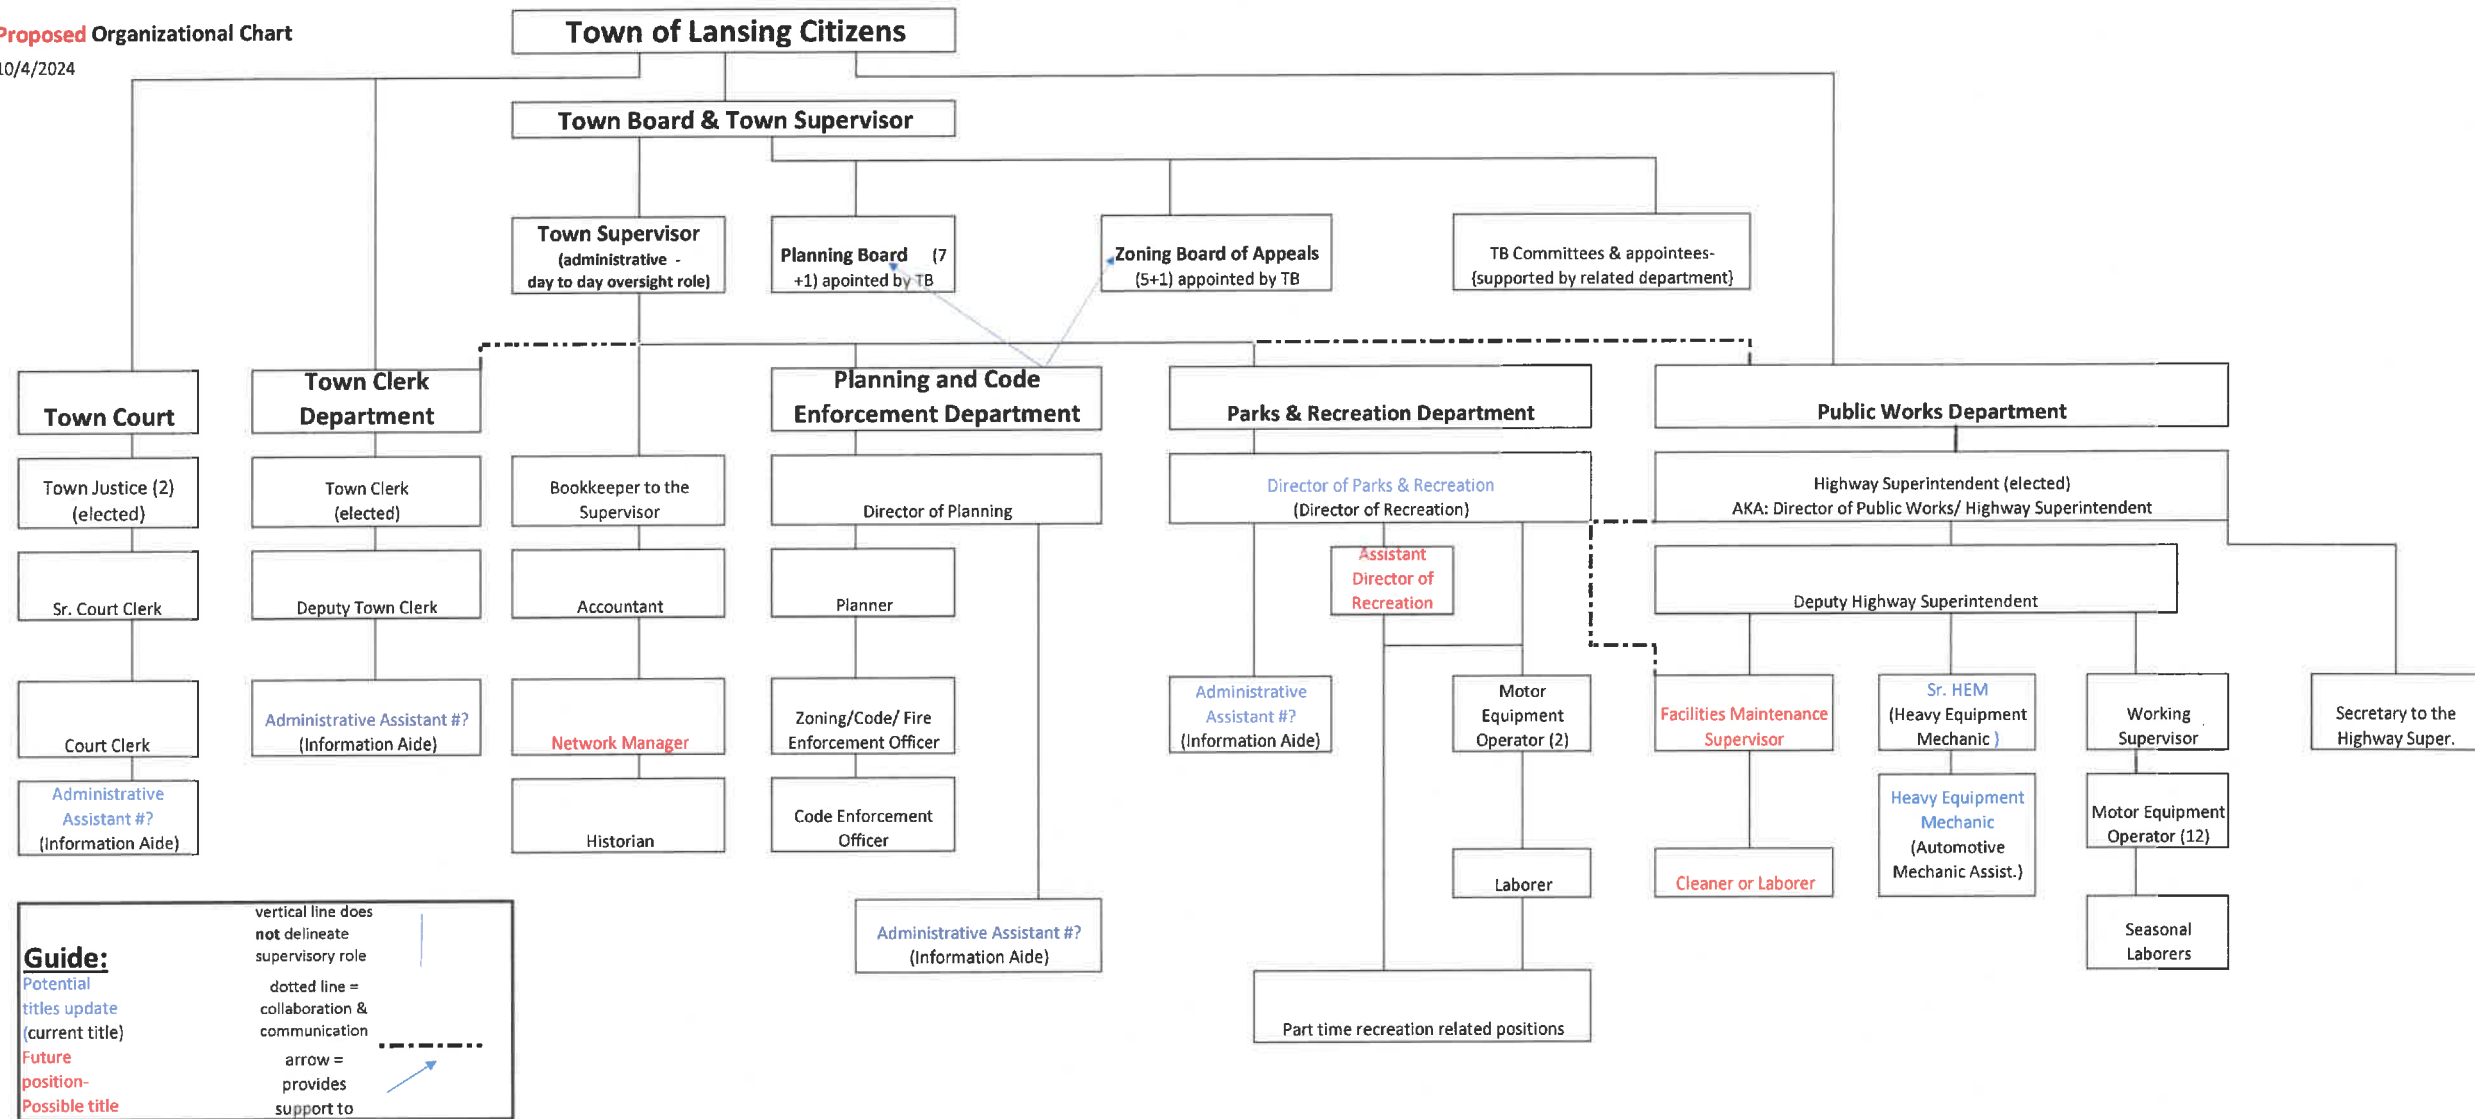 Proposed Organizational Chart
10/4/2024
Town of Lansing Citizens
Town Board & Town Supervisor
Town Supervisor
(administrative -
day to day oversight role)
Planning Board (7
+1) apointed by TB
Zoning Board of Appeals
(5+1) appointed by TB
TB Committees & appointees-
{supported by related department}
Town Court
Town Clerk
Department
Planning and Code
Enforcement Department
Parks & Recreation Department
Public Works Department
Town Justice (2)
(elected)
Town Clerk
(elected)
Bookkeeper to the
Supervisor
Director of Planning
Director of Parks & Recreation
(Director of Recreation)
Highway Superintendent (elected)
AKA: Director of Public Works/ Highway Superintendent
Sr. Court Clerk
Deputy Town Clerk
Accountant
Planner
Assistant
Director of
Recreation
Deputy Highway Superintendent
Court Clerk
Administrative Assistant #?
(Information Aide)
Network Manager
Zoning/Code/ Fire
Enforcement Officer
Administrative
Assistant #?
(Information Aide)
Motor
Equipment
Operator (2)
Facilities Maintenance
Supervisor
Sr. HEM
(Heavy Equipment
Mechanic )
Working
Supervisor
Secretary to the
Highway Super.
Administrative
Assistant #?
(Information Aide)
Historian
Code Enforcement
Officer
Heavy Equipment
Mechanic
(Automotive
Mechanic Assist.)
Motor Equipment
Operator (12)
Laborer
Cleaner or Laborer
Administrative Assistant #?
(Information Aide)
Seasonal
Laborers
Part time recreation related positions
Guide:
Potential
titles update
(current title)
Future
position-
Possible title
vertical line does
not delineate
supervisory role
dotted line =
collaboration &
communication
arrow =
provides
support to